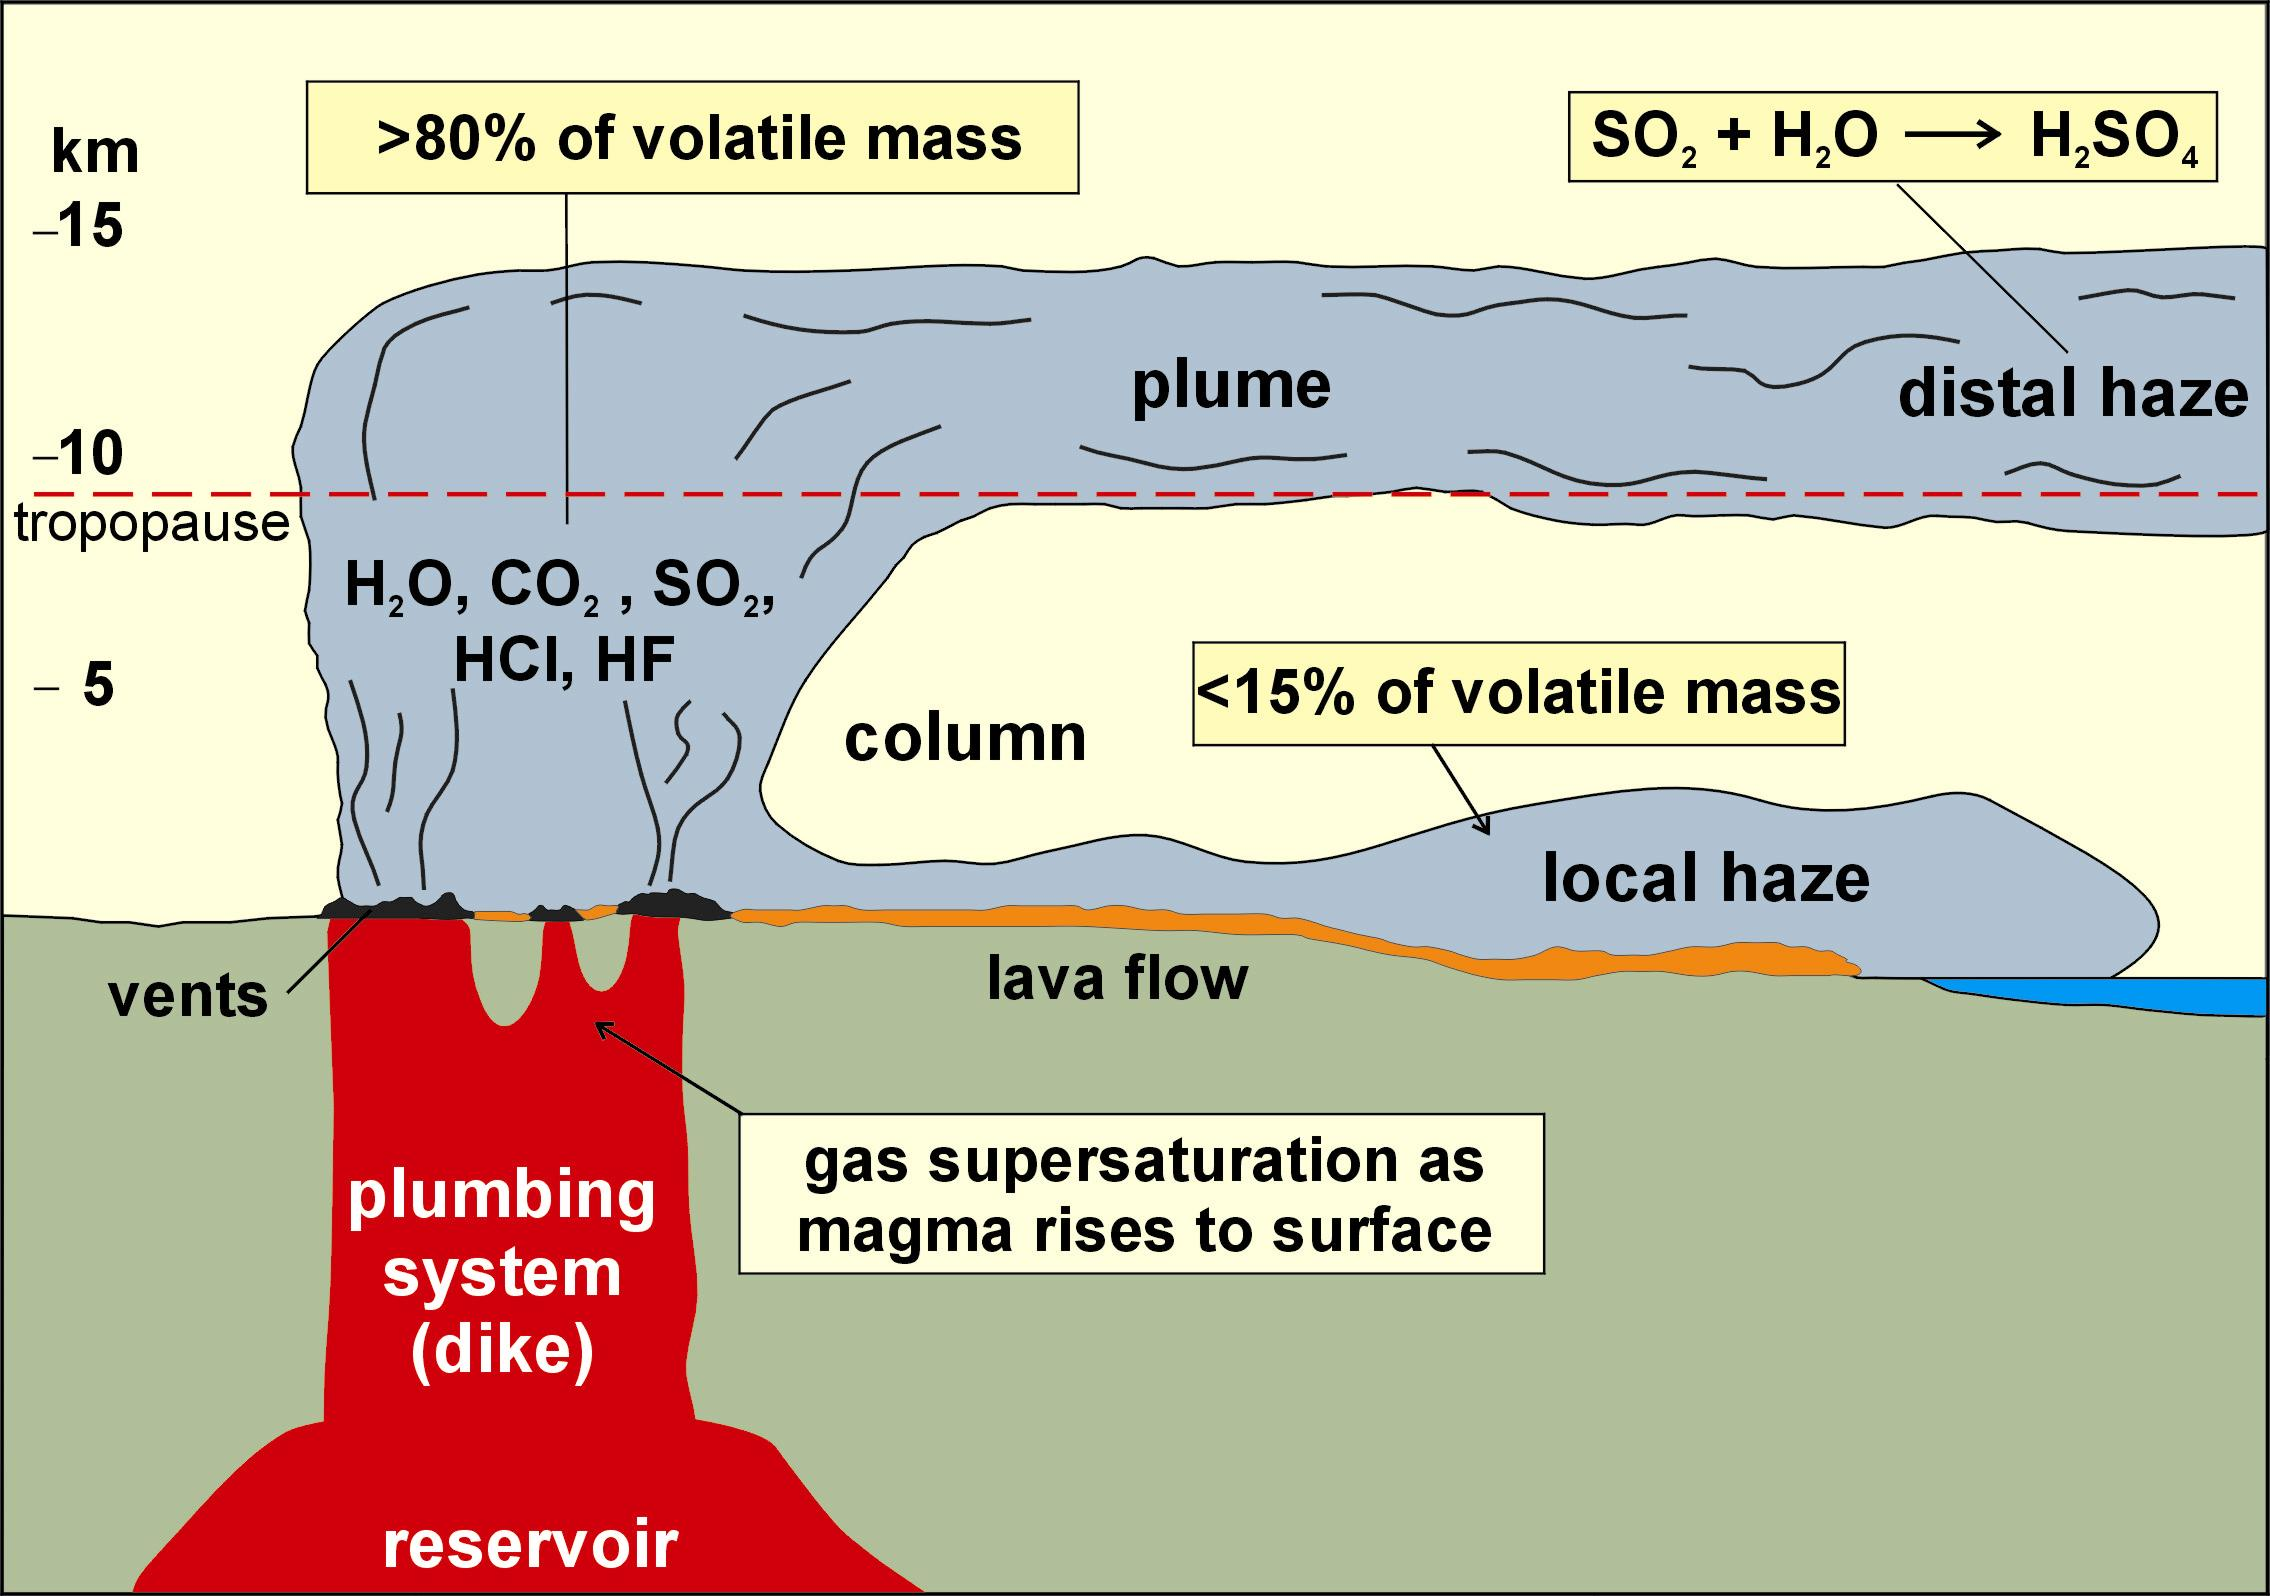 km
–15
–10
tropopause
– 5
>80% of volatile mass
SO₂ + H₂O ⟶ H₂SO₄
plume
distal haze
H₂O, CO₂ , SO₂,
HCl, HF
column
<15% of volatile mass
local haze
vents
lava flow
gas supersaturation as
magma rises to surface
plumbing
system
(dike)
reservoir